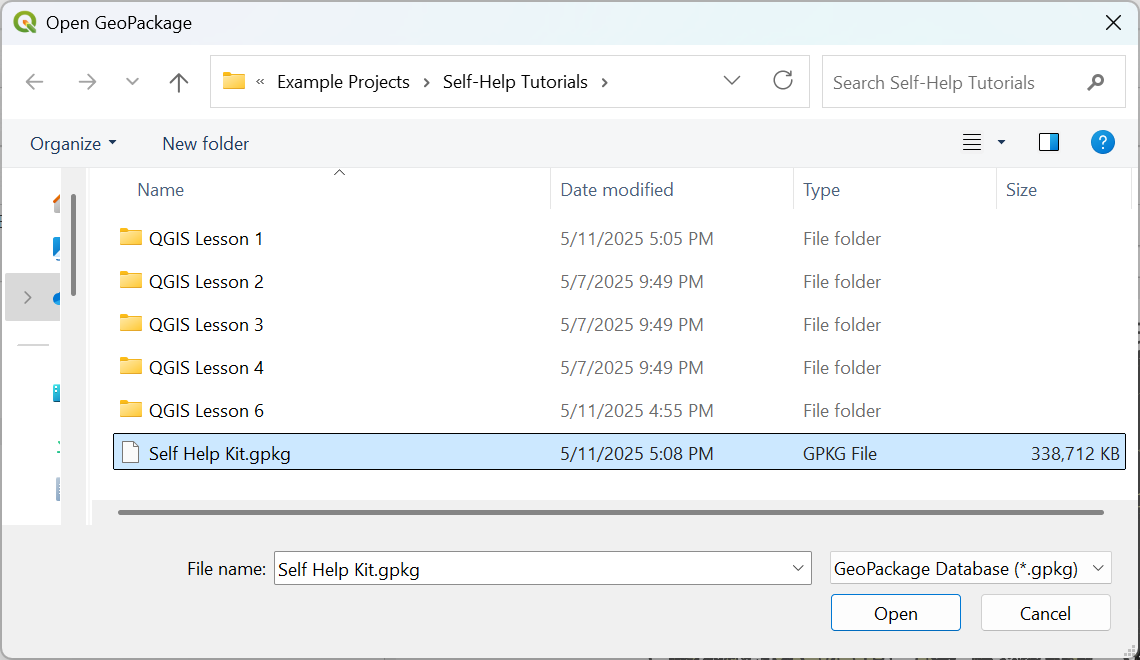 Open GeoPackage
« Example Projects › Self-Help Tutorials › Search Self-Help Tutorials
Organize New folder ?
Name Date modified Type Size
QGIS Lesson 1 5/11/2025 5:05 PM File folder
QGIS Lesson 2 5/7/2025 9:49 PM File folder
QGIS Lesson 3 5/7/2025 9:49 PM File folder
QGIS Lesson 4 5/7/2025 9:49 PM File folder
QGIS Lesson 6 5/11/2025 4:55 PM File folder
Self Help Kit.gpkg 5/11/2025 5:08 PM GPKG File 338,712 KB
File name: Self Help Kit.gpkg GeoPackage Database (*.gpkg)
Open Cancel